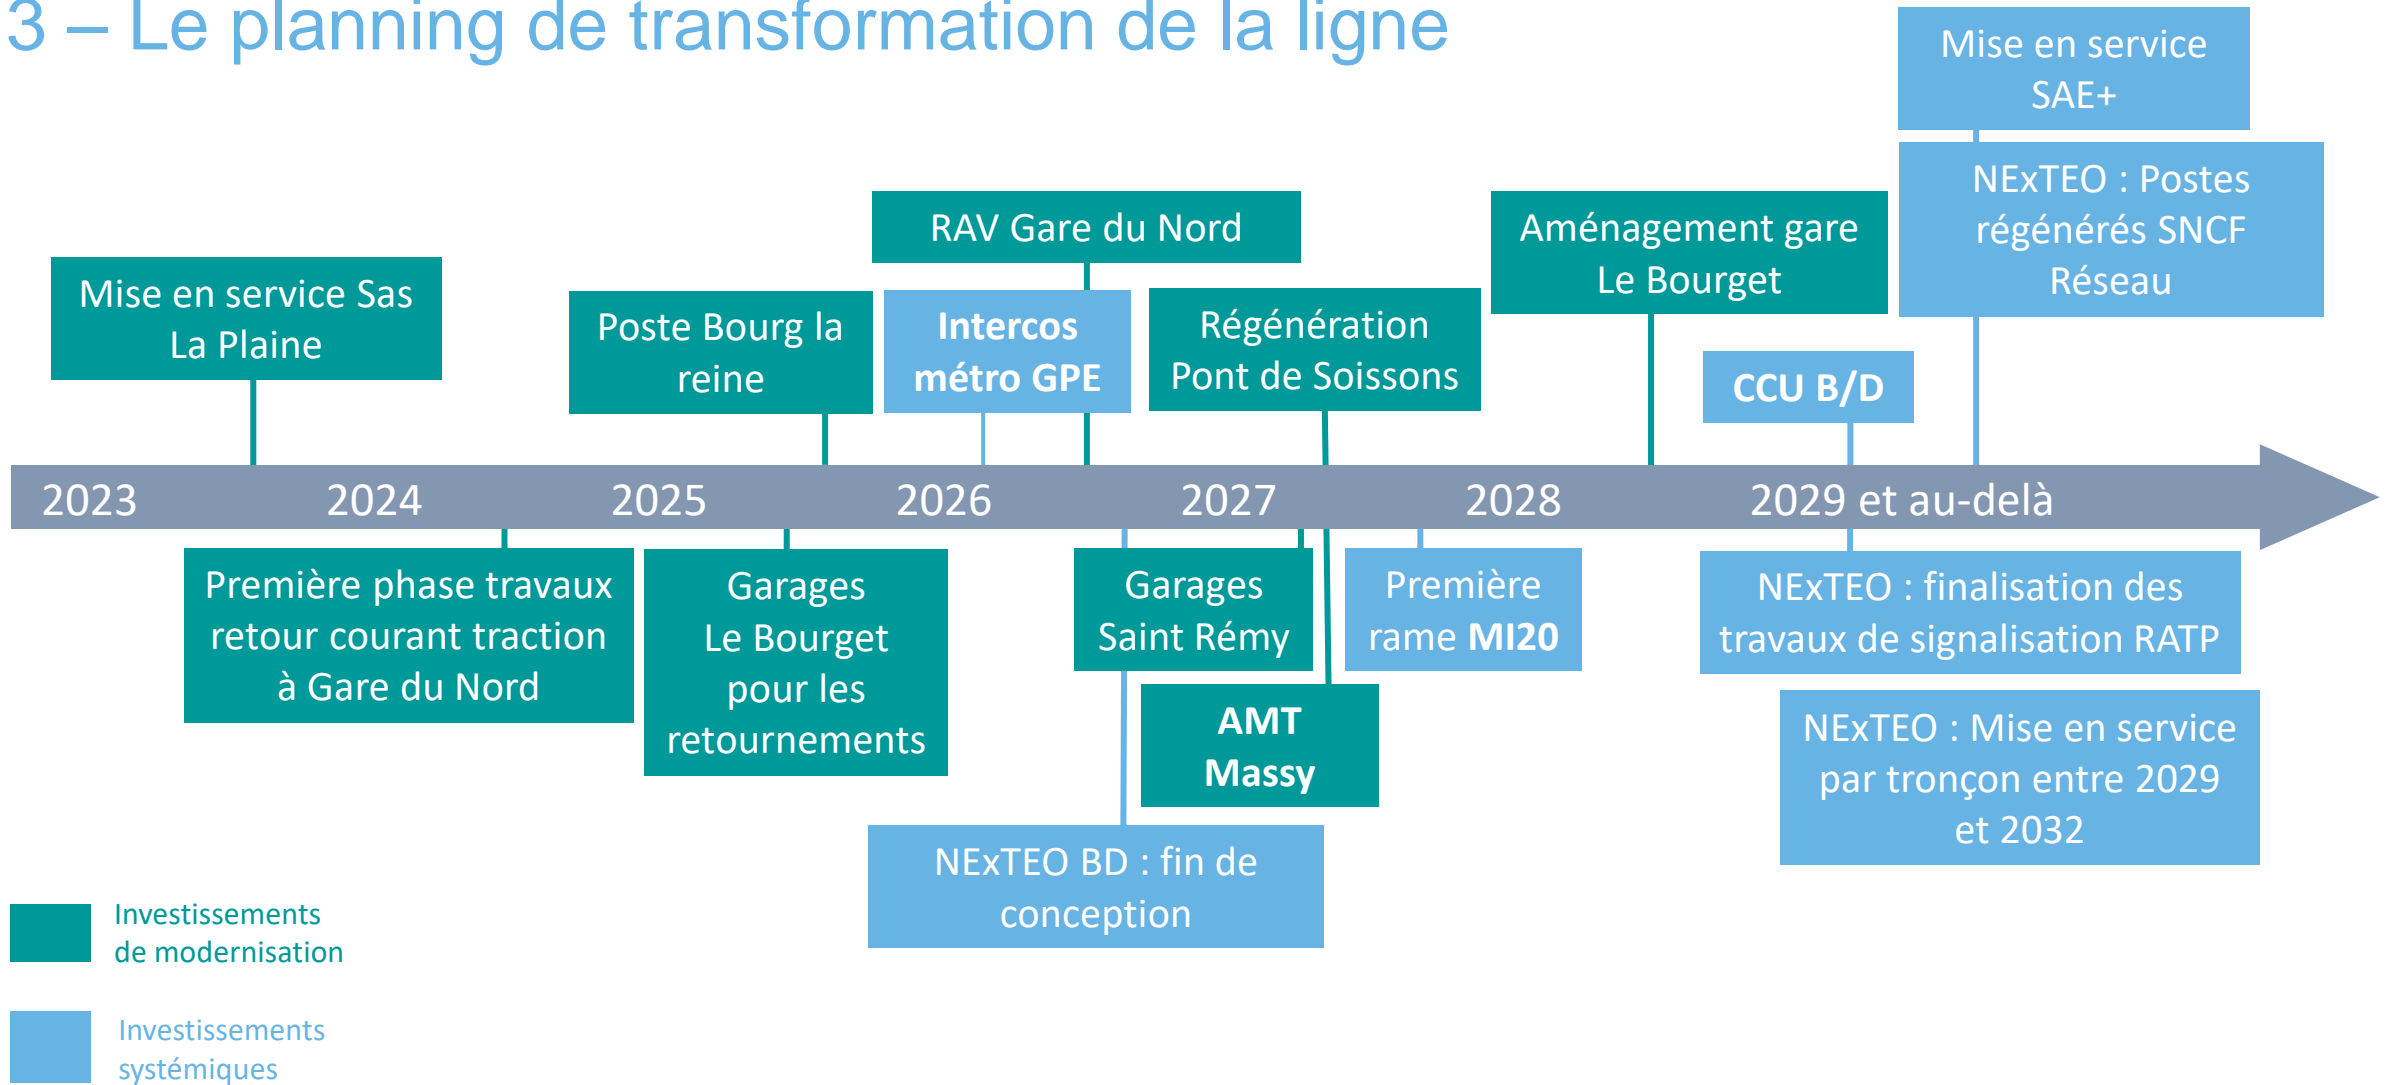 3 – Le planning de transformation de la ligne
Mise en service
SAE+
NExTEO : Postes
régénérés SNCF
Réseau
RAV Gare du Nord
Aménagement gare
Le Bourget
Mise en service Sas
La Plaine
Poste Bourg la
reine
Intercos
métro GPE
Régénération
Pont de Soissons
CCU B/D
2023
2024
2025
2026
2027
2028
2029 et au-delà
Première phase travaux
retour courant traction
à Gare du Nord
Garages
Le Bourget
pour les
retournements
Garages
Saint Rémy
Première
rame MI20
NExTEO : finalisation des
travaux de signalisation RATP
AMT
Massy
NExTEO : Mise en service
par tronçon entre 2029
et 2032
NExTEO BD : fin de
conception
Investissements
de modernisation
Investissements
systémiques